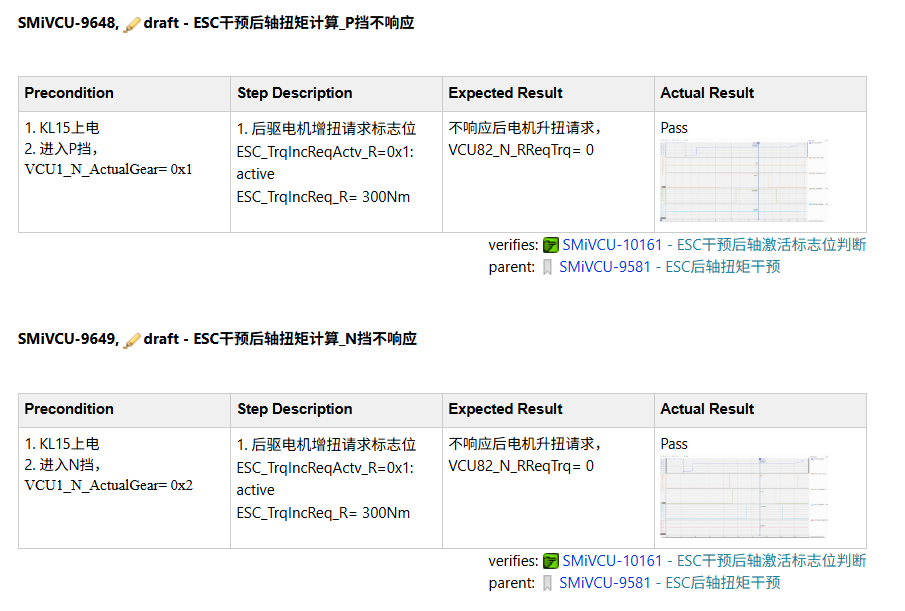 SMiVCU-9648, draft - ESC干预后轴扭矩计算_P挡不响应
Precondition Step Description Expected Result Actual Result
1. KL15上电
2. 进入P挡，
VCU1_N_ActualGear= 0x1
1. 后驱电机增扭请求标志位
ESC_TrqIncReqActv_R=0x1:
active
ESC_TrqIncReq_R= 300Nm
不响应后电机升扭请求，
VCU82_N_RReqTrq= 0
Pass
verifies: SMiVCU-10161 - ESC干预后轴激活标志位判断
parent: SMiVCU-9581 - ESC后轴扭矩干预
SMiVCU-9649, draft - ESC干预后轴扭矩计算_N挡不响应
Precondition Step Description Expected Result Actual Result
1. KL15上电
2. 进入N挡，
VCU1_N_ActualGear= 0x2
1. 后驱电机增扭请求标志位
ESC_TrqIncReqActv_R=0x1:
active
ESC_TrqIncReq_R= 300Nm
不响应后电机升扭请求，
VCU82_N_RReqTrq= 0
Pass
verifies: SMiVCU-10161 - ESC干预后轴激活标志位判断
parent: SMiVCU-9581 - ESC后轴扭矩干预